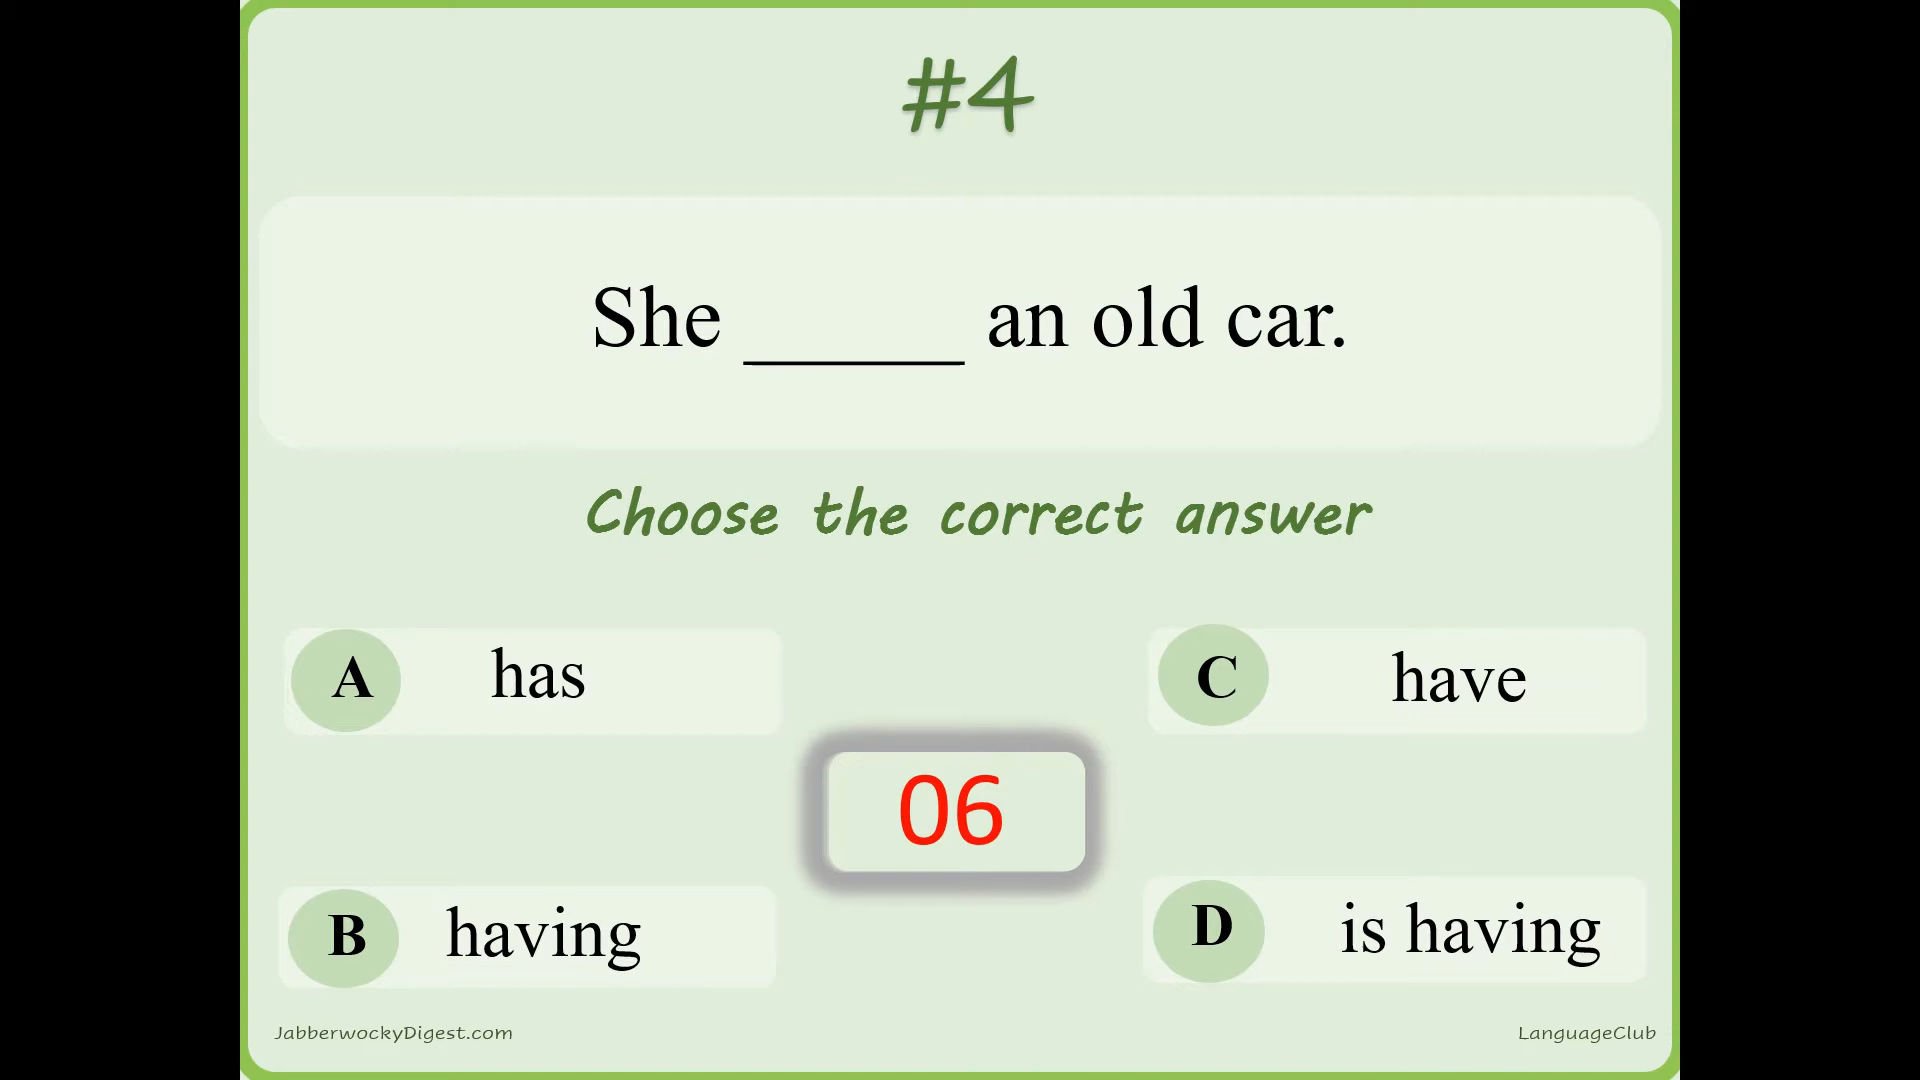 #4
She _____ an old car.
Choose the correct answer
A has
C have
06
B having
D is having
JabberwockyDigest.com
LanguageClub